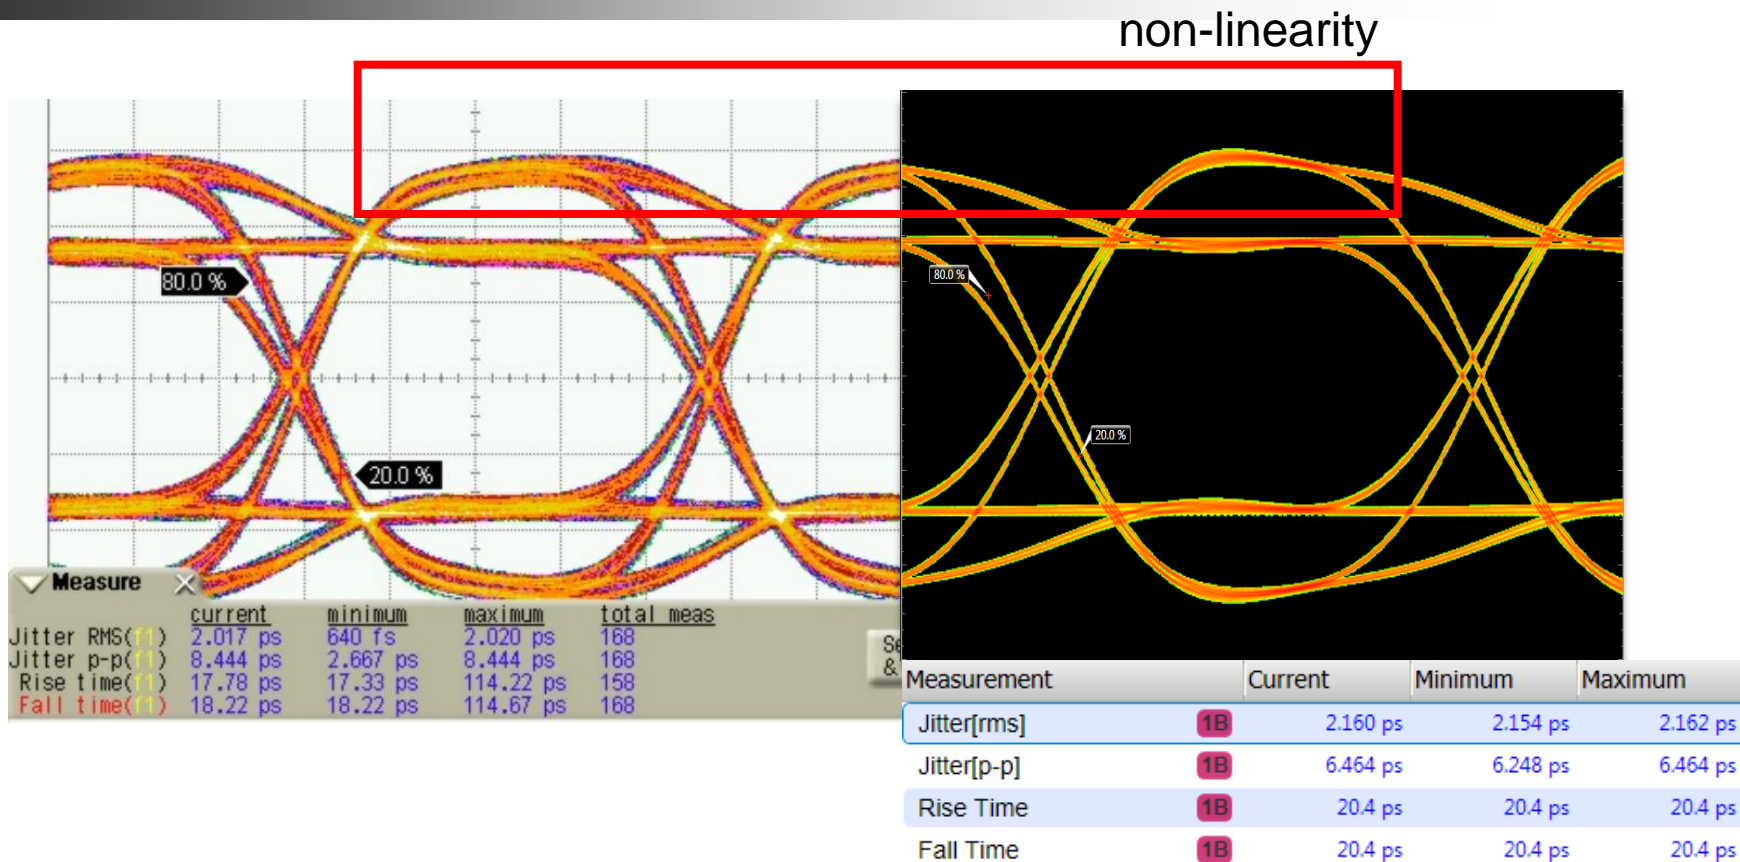 non-linearity
80.0 %
20.0 %
Measure
current minimum maximum total meas
Jitter RMS(f1) 2.017 ps 640 fs 2.020 ps 168
Jitter p-p(f1) 8.444 ps 2.667 ps 8.444 ps 168
Rise time(f1) 17.78 ps 17.33 ps 114.22 ps 158
Fall time(f1) 18.22 ps 18.22 ps 114.67 ps 168
80.0 %
20.0 %
Measurement Current Minimum Maximum
Jitter[rms] 1B 2.160 ps 2.154 ps 2.162 ps
Jitter[p-p] 1B 6.464 ps 6.248 ps 6.464 ps
Rise Time 1B 20.4 ps 20.4 ps 20.4 ps
Fall Time 1B 20.4 ps 20.4 ps 20.4 ps